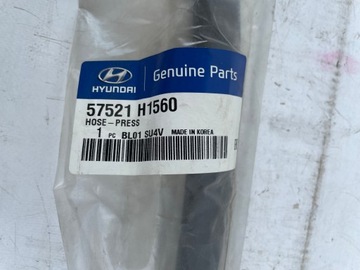 HYUNDAI
Genuine Parts
57521 H1560
HOSE-PRESS
1 PC BL01 SU4V MADE IN KOREA